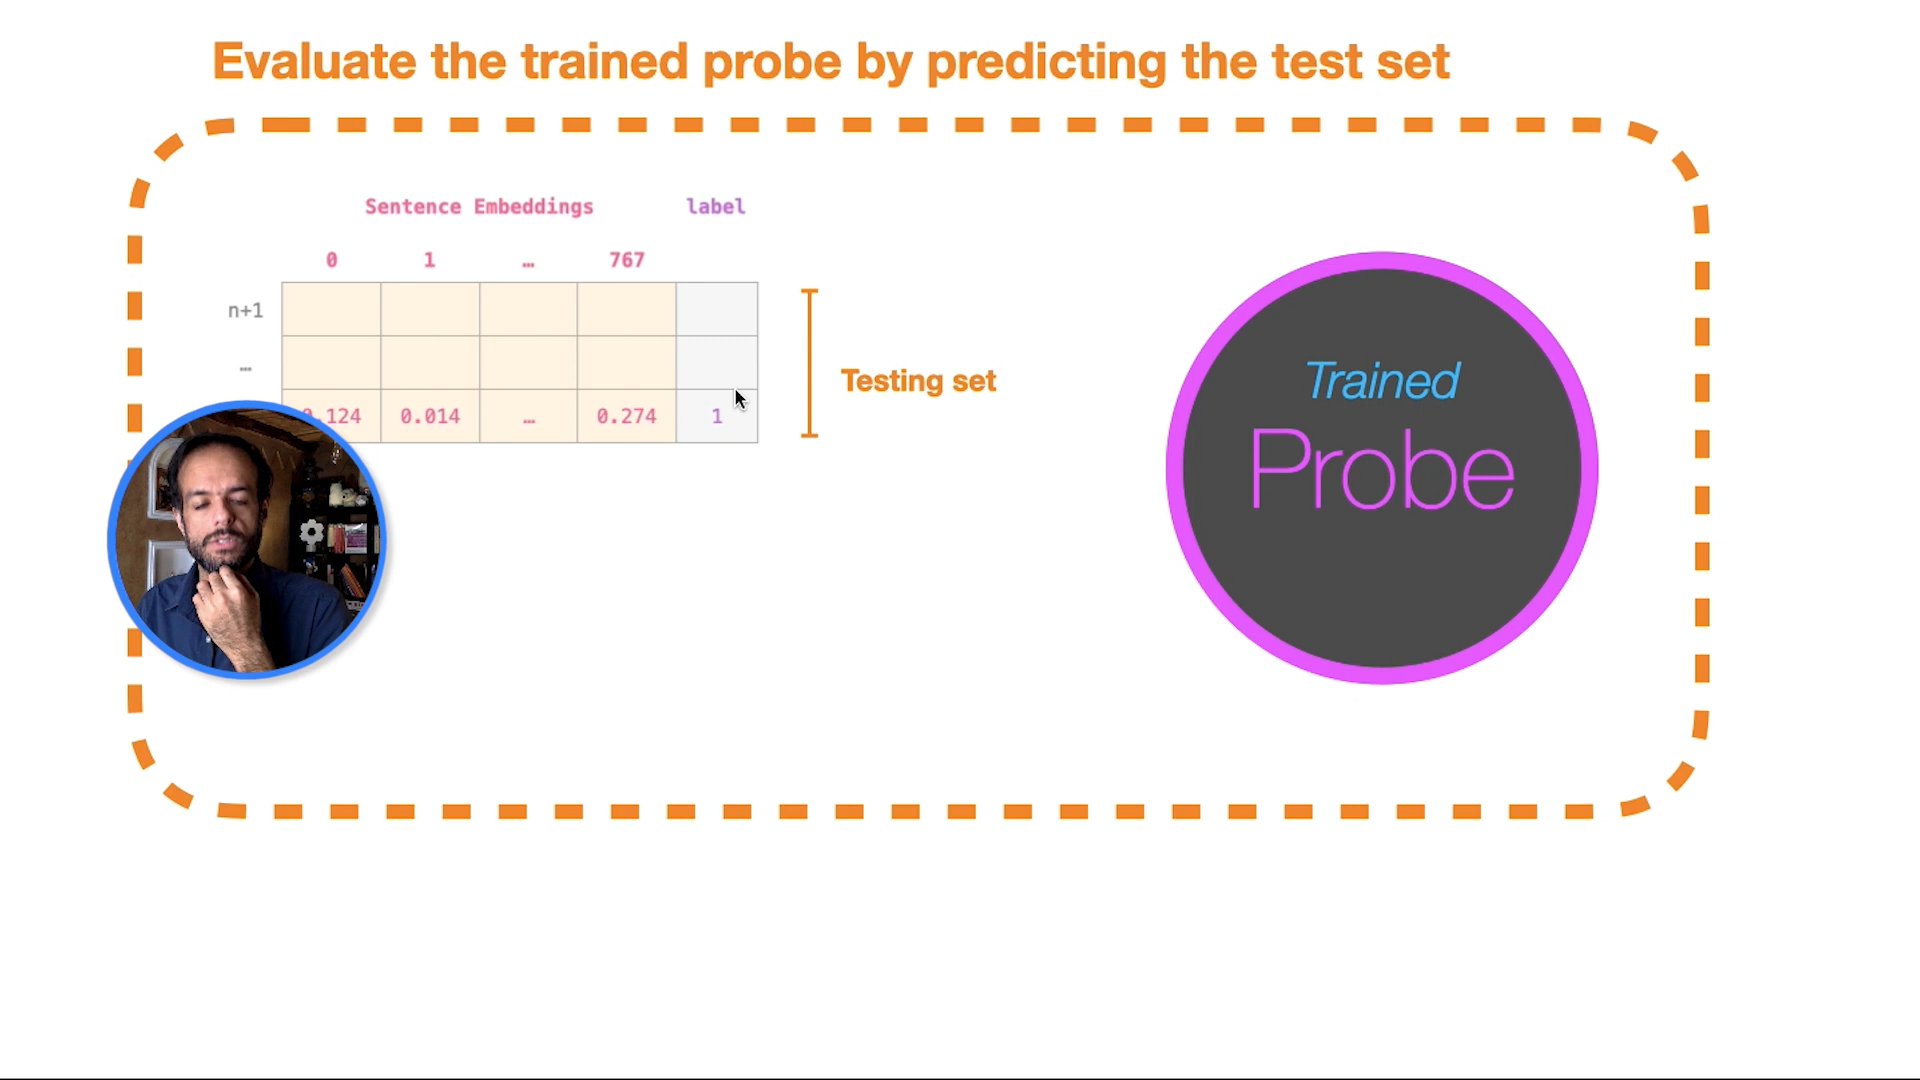 Evaluate the trained probe by predicting the test set
Sentence Embeddings label
0 1 … 767
n+1
…
.124 0.014 … 0.274 1
Testing set
Trained
Probe